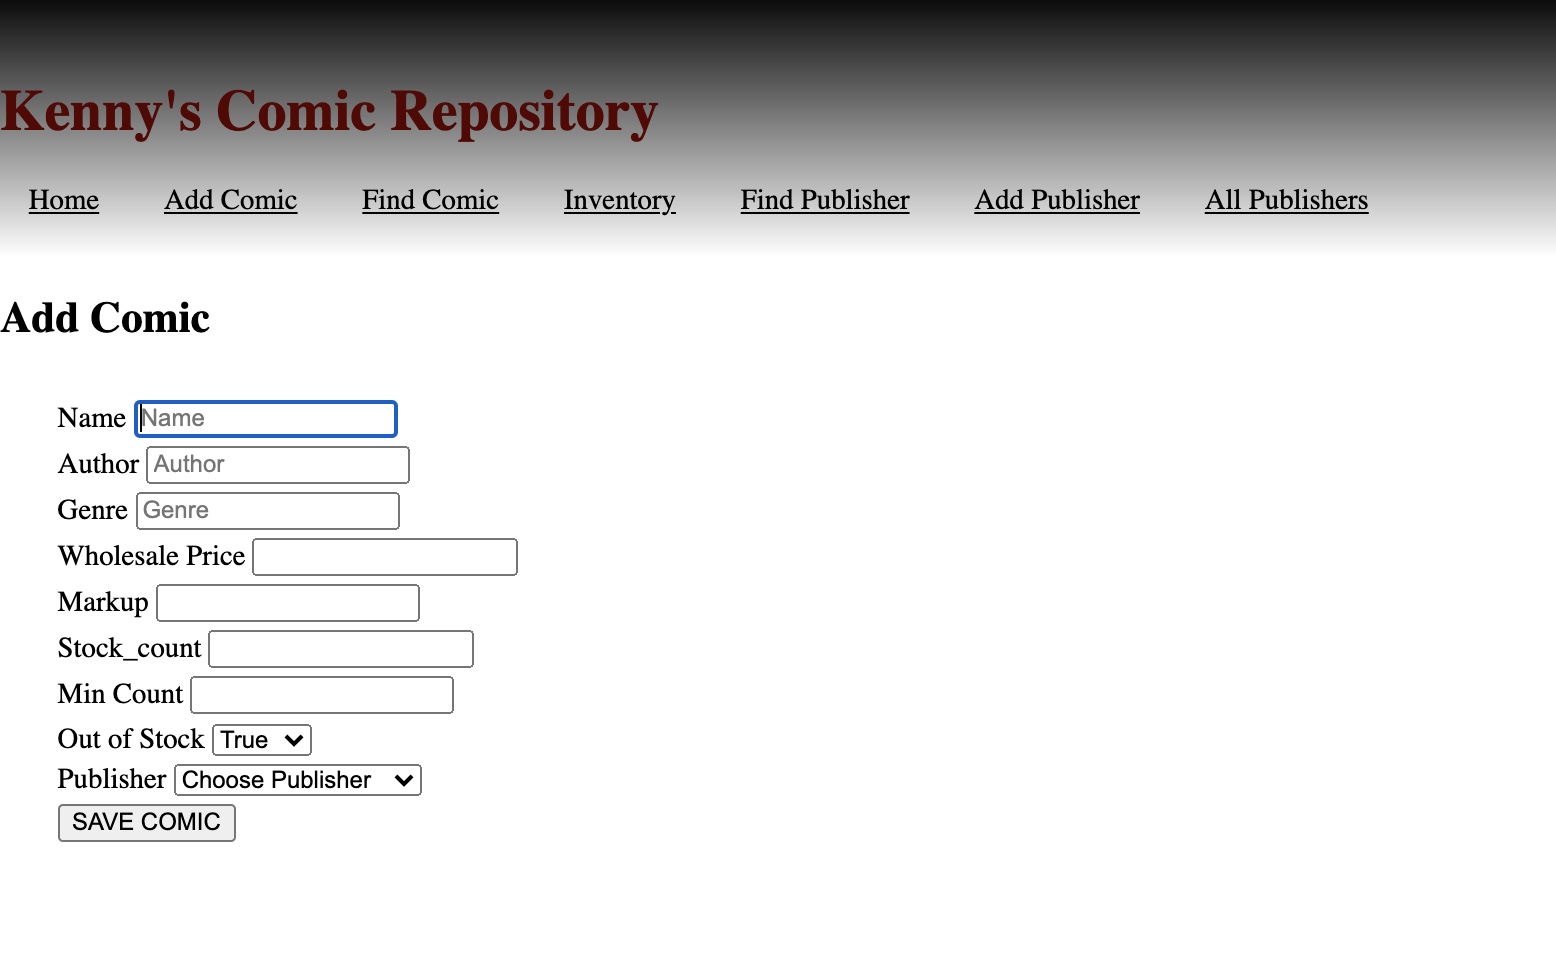 Kenny's Comic Repository
Home Add Comic Find Comic Inventory Find Publisher Add Publisher All Publishers
Add Comic
Name Name
Author Author
Genre Genre
Wholesale Price
Markup
Stock_count
Min Count
Out of Stock True
Publisher Choose Publisher
SAVE COMIC